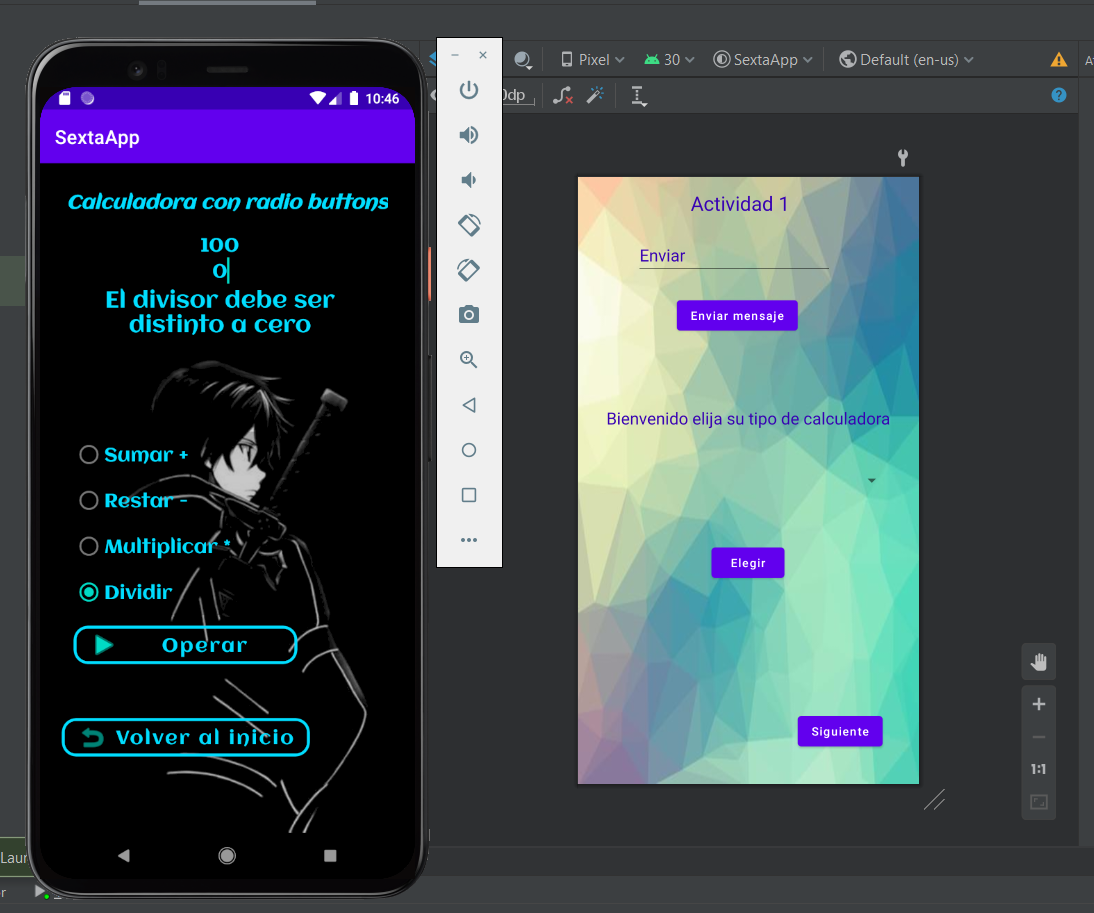 10:46
SextaApp
Calculadora con radio buttons
100
0
El divisor debe ser
distinto a cero
Sumar +
Restar -
Multiplicar *
Dividir
Operar
Volver al inicio
Pixel
30
SextaApp
Default (en-us)
0dp
Actividad 1
Enviar
Enviar mensaje
Bienvenido elija su tipo de calculadora
Elegir
Siguiente
1:1
Laun
r